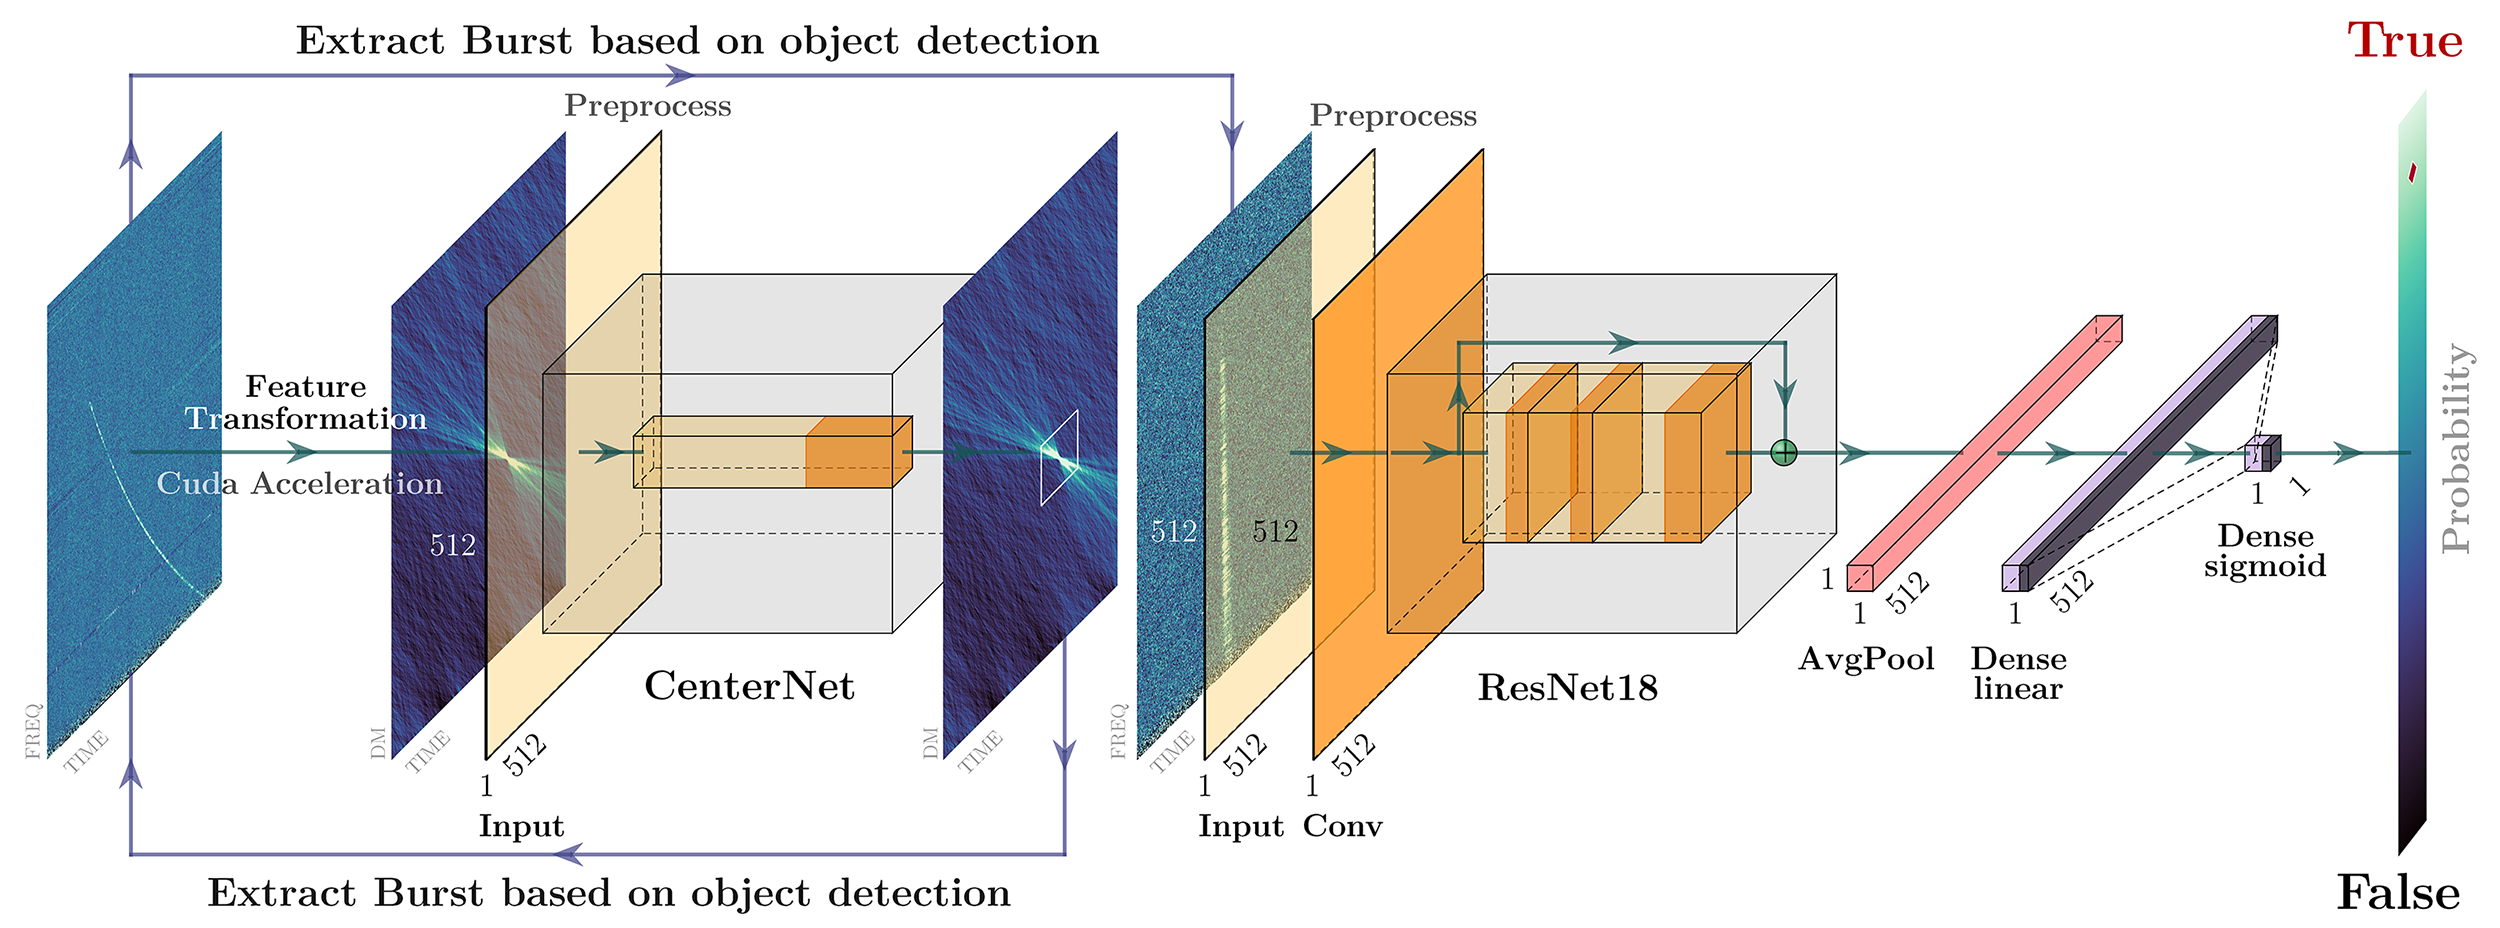 Extract Burst based on object detection
True
Preprocess
Preprocess
Feature
Transformation
Cuda Acceleration
Probability
512
512
512
1
1
Dense
sigmoid
1
1
512
1
512
AvgPool
Dense
linear
CenterNet
ResNet18
FREQ
TIME
DM
TIME
DM
TIME
FREQ
TIME
1
512
1
512
1
512
Input
Input
Conv
Extract Burst based on object detection
False